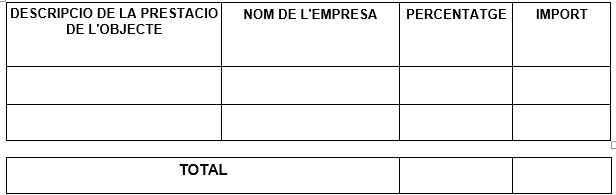 DESCRIPCIO DE LA PRESTACIO
DE L'OBJECTE
NOM DE L'EMPRESA
PERCENTATGE
IMPORT
TOTAL